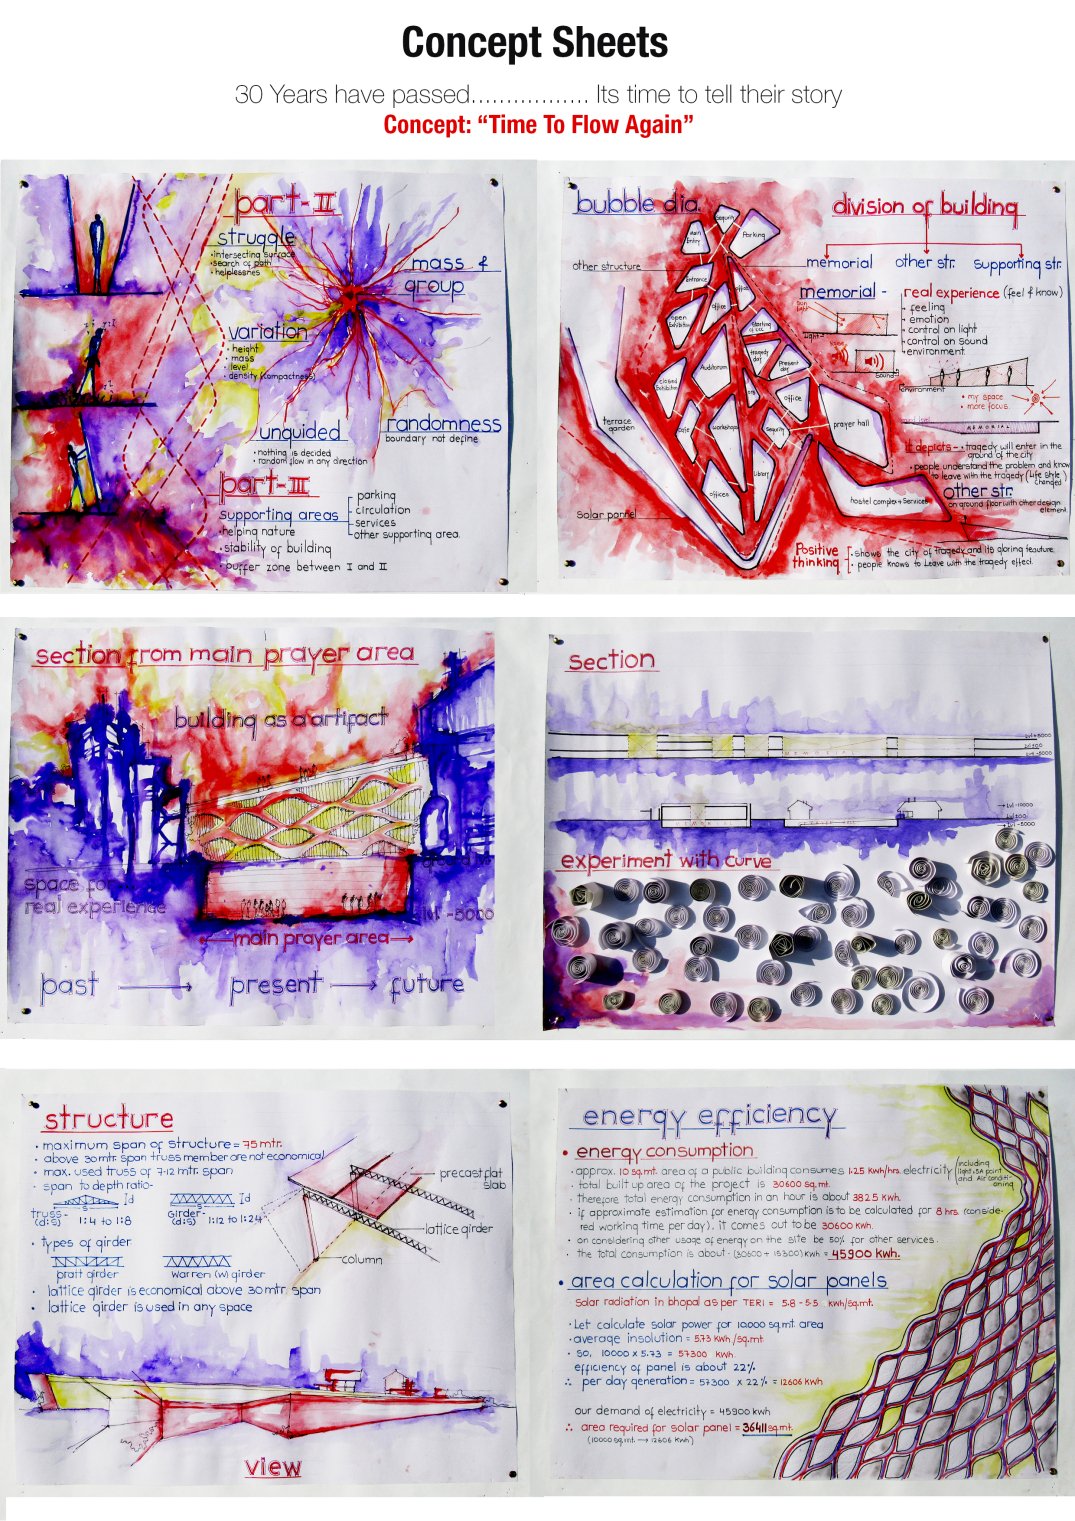 Concept Sheets
30 Years have passed................. Its time to tell their story
Concept: “Time To Flow Again”
part-II
struggle
• intersecting surface
• search of path
• helplessnes
mass &
group
variation
• height
• mass
• level
• density (compactness)
unguided
• nothing is decided
• random flow in any direction
randomness
boundary not define
part-III
supporting areas
parking
circulation
services
other supporting area.
• helping nature
• stability of building
• buffer zone between I and II
bubble dia.
division of building
memorial
other str.
supporting str.
other structure
Main Entry
Security
Parking
Entrance
office
open Exhibition
Auditorium
tragedy day
Present day
closed Exhibition
office
cafe
Workshop
Security
prayer hall
Library
offices
terrace garden
Solar pannel
hostel complex + Services
memorial -
real experience (feel & know)
• feeling
• emotion
• control on light
• control on sound
• environment.
Light
Sound
Environment
• my space
• more focus.
MEMORIAL
It depicts - • tragedy will enter in the
ground of the city
• people understand the problem and know
to leave with the tragedy (Life style changed)
other str.
on ground floor with other design
element.
Positive
thinking
• shows the city of tragedy and its gloring feauture.
• people knows to Leave with the tragedy effect.
section from main prayer area
building as a artifact
space for
real experience
lvl -5000
main prayer area
past
present
future
section
MEMORIAL
experiment with curve
structure
• maximum span of structure = 75 mtr.
• above 30 mtr. span truss member are not economical
• max. used truss of 7-12 mtr. span
• span to depth ratio-
truss-
(d:s)
1:4 to 1:8
Girder-
(d:s)
1:12 to 1:24
• types of girder
pratt girder
Warren (W) girder
• lattice girder is economical above 30 mtr. span
• lattice girder is used in any space
precast flat
slab
lattice girder
column
view
energy efficiency
• energy consumption
• approx. 10 sq.mt. area of a public building consumes 1.25 kWh/hrs. electricity (including light, 5A point and Air conditioning
• total built up area of the project is 30600 sq.mt.
• therefore total energy consumption in an hour is about 3825 kWh.
• if approximate estimation for energy consumption is to be calculated for 8 hrs. (conside-
red working time per day), it comes out to be 30600 kWh.
• on considering other usage of energy on the site be 50% for other services.
• the total consumption is about (30600 + 15300) kWh = 45900 kWh.
• area calculation for solar panels
Solar radiation in bhopal as per TERI = 5.8 - 5.5 kWh/sq.mt.
• Let calculate solar power for 10,000 sq.mt. area
• average insolution = 5.73 kWh/sq.mt.
• so, 10000 x 5.73 = 57300 kWh.
efficiency of panel is about 22%
∴ per day generation = 57300 x 22% = 12606 kWh
our demand of electricity = 45900 kWh
∴ area required for solar panel = 36411 sq.mt.
(10000 sq.mt. → 12606 kWh)